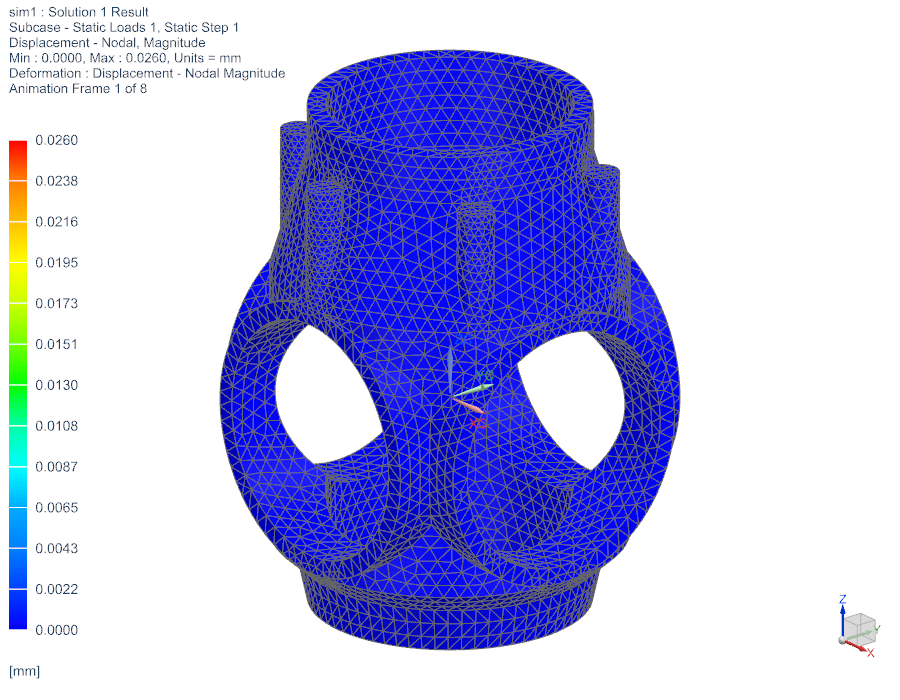 sim1 : Solution 1 Result
Subcase - Static Loads 1, Static Step 1
Displacement - Nodal, Magnitude
Min : 0.0000, Max : 0.0260, Units = mm
Deformation : Displacement - Nodal Magnitude
Animation Frame 1 of 8
0.0260
0.0238
0.0216
0.0195
0.0173
0.0151
0.0130
0.0108
0.0087
0.0065
0.0043
0.0022
0.0000
[mm]
Z
Y
X